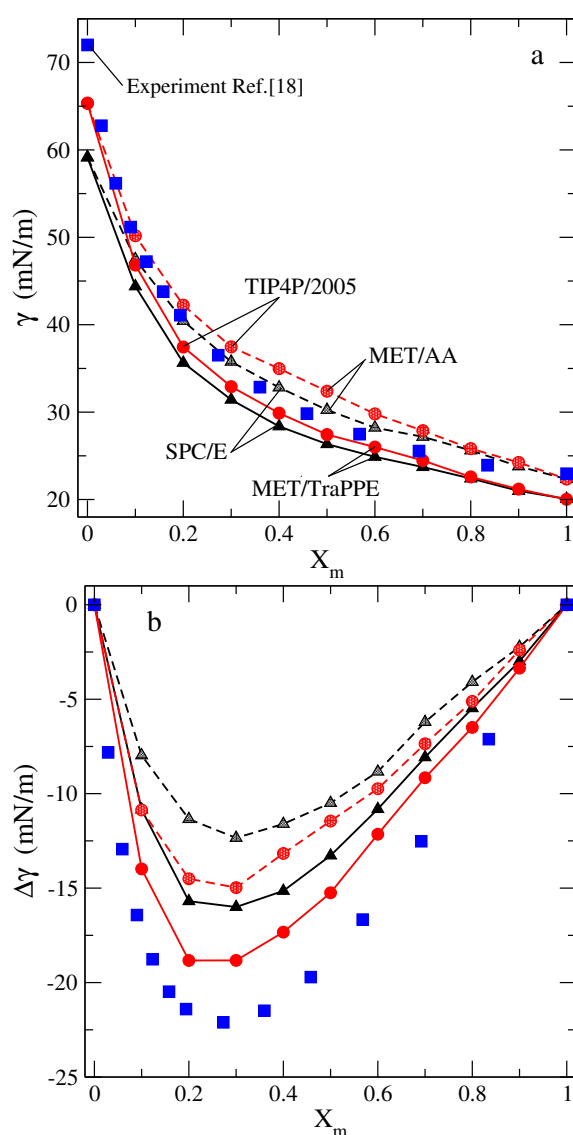 a
70
60
50
40
30
20
γ (mN/m)
Experiment Ref.[18]
TIP4P/2005
MET/AA
SPC/E
MET/TraPPE
0 0.2 0.4 0.6 0.8 1
X_m
b
0
-5
-10
-15
-20
-25
Δγ (mN/m)
0 0.2 0.4 0.6 0.8 1
X_m